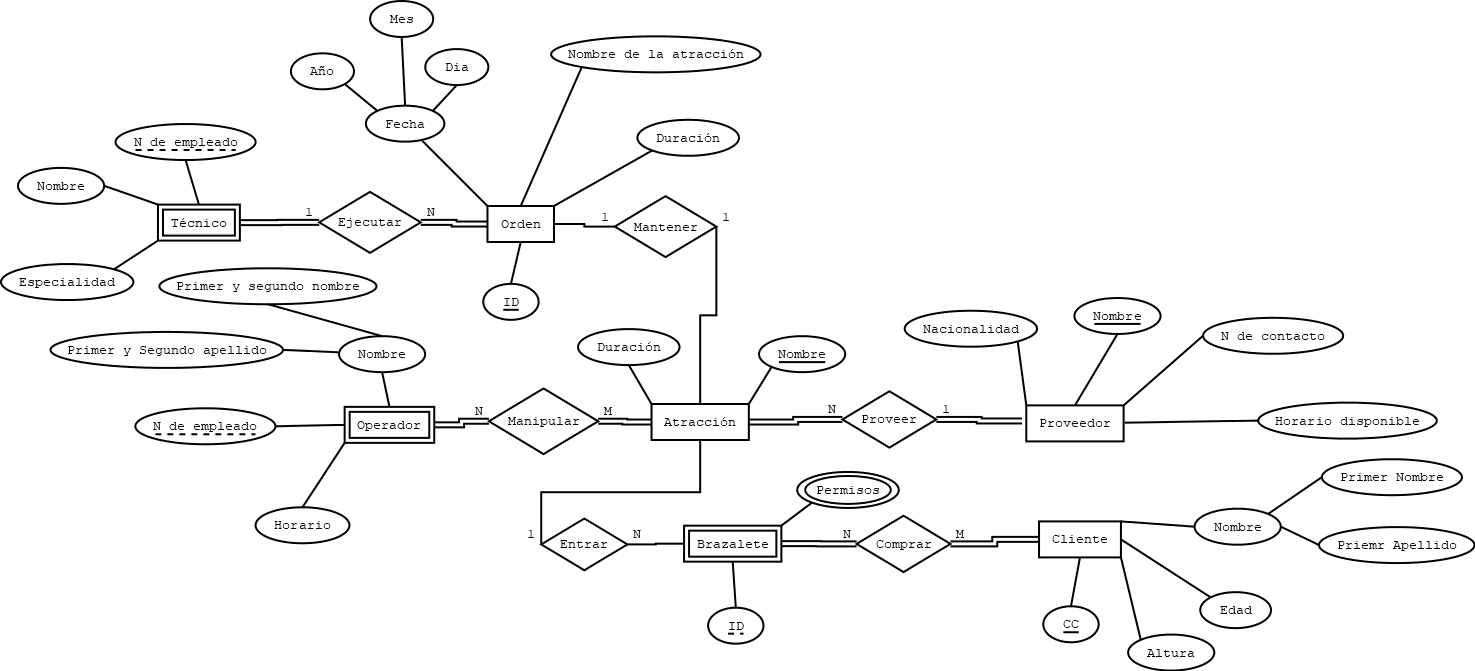 Mes
Año
Dia
Nombre de la atracción
Fecha
Duración
N de empleado
Nombre
Técnico
1
Ejecutar
N
Orden
1
Mantener
1
Especialidad
Primer y segundo nombre
ID
Primer y Segundo apellido
Nombre
Duración
Nombre
Nacionalidad
Nombre
N de contacto
N de empleado
Operador
N
Manipular
M
Atracción
N
Proveer
1
Proveedor
Horario disponible
Horario
Permisos
Primer Nombre
1
Entrar
N
Brazalete
N
Comprar
M
Cliente
Nombre
Priemr Apellido
ID
CC
Edad
Altura